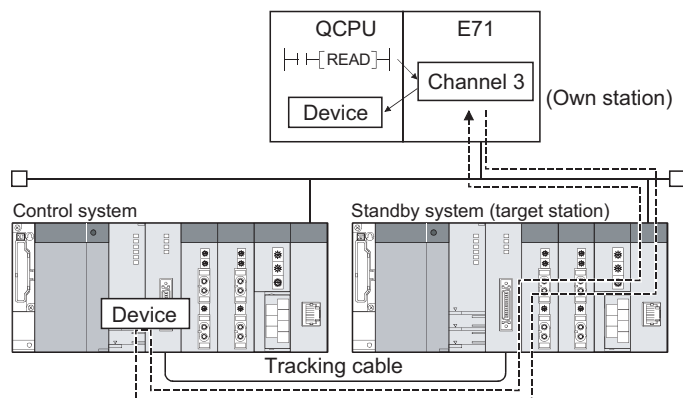 QCPU
E71
READ
Channel 3
Device
(Own station)
Control system
Standby system (target station)
Device
Tracking cable